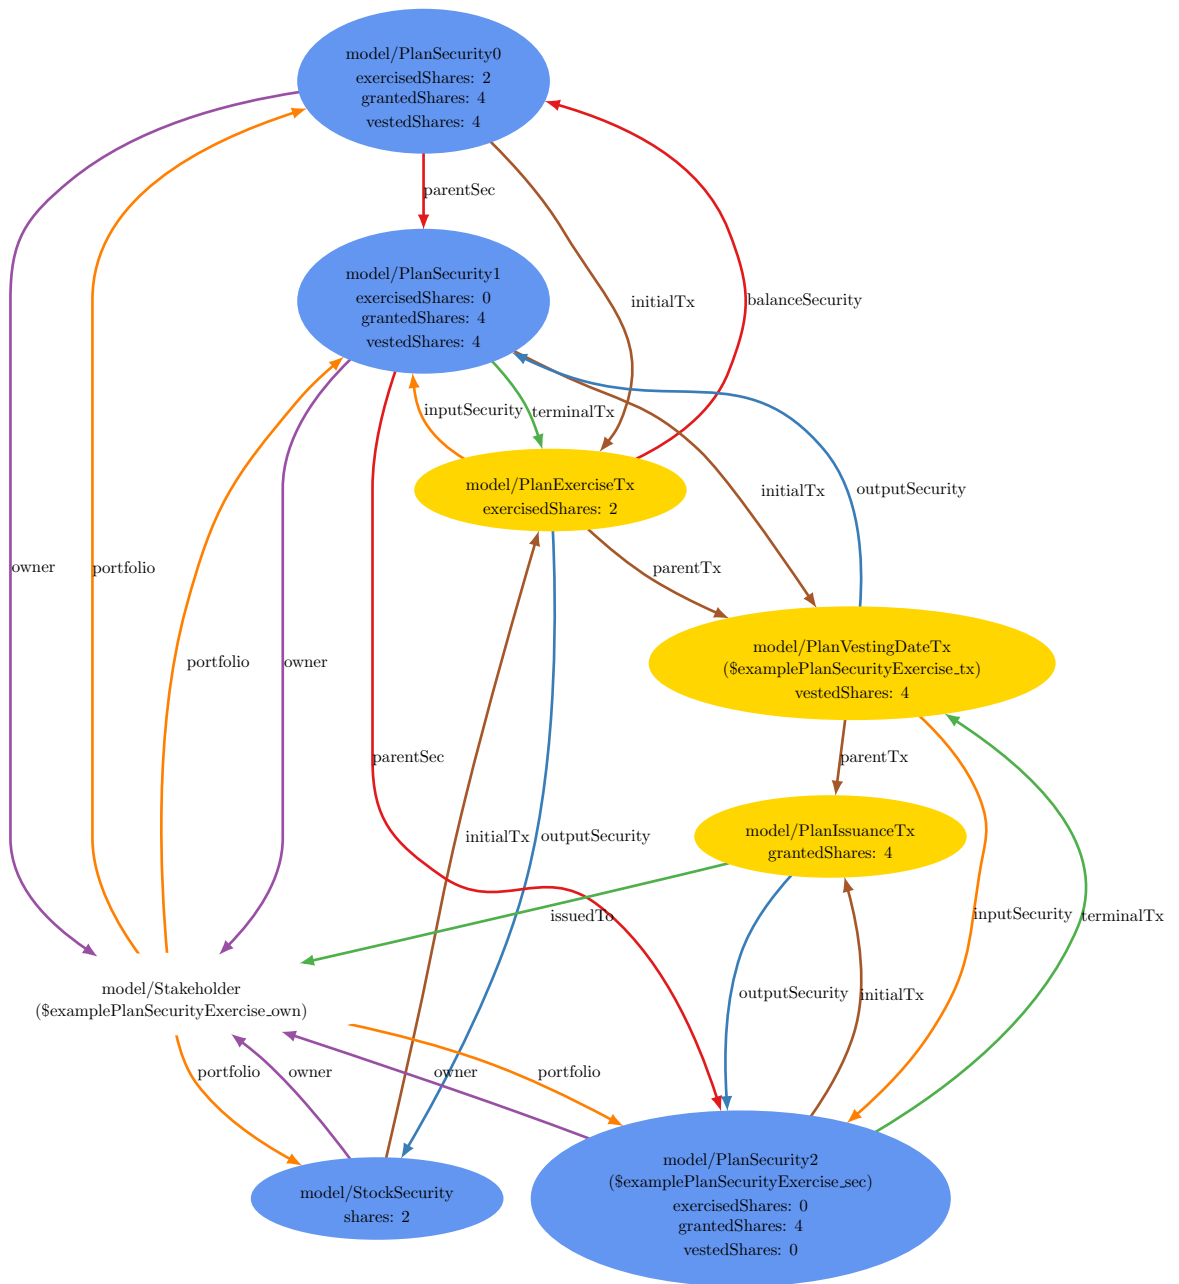 model/PlanSecurity0
exercisedShares: 2
grantedShares: 4
vestedShares: 4
parentSec
model/PlanSecurity1
exercisedShares: 0
grantedShares: 4
vestedShares: 4
initialTx
balanceSecurity
inputSecurity
terminalTx
model/PlanExerciseTx
exercisedShares: 2
initialTx
outputSecurity
owner
portfolio
parentTx
portfolio
owner
model/PlanVestingDateTx
($examplePlanSecurityExercise_tx)
vestedShares: 4
parentSec
parentTx
initialTx
outputSecurity
model/PlanIssuanceTx
grantedShares: 4
issuedTo
inputSecurity
terminalTx
model/Stakeholder
($examplePlanSecurityExercise_own)
outputSecurity
initialTx
portfolio
owner
owner
portfolio
model/StockSecurity
shares: 2
model/PlanSecurity2
($examplePlanSecurityExercise_sec)
exercisedShares: 0
grantedShares: 4
vestedShares: 0